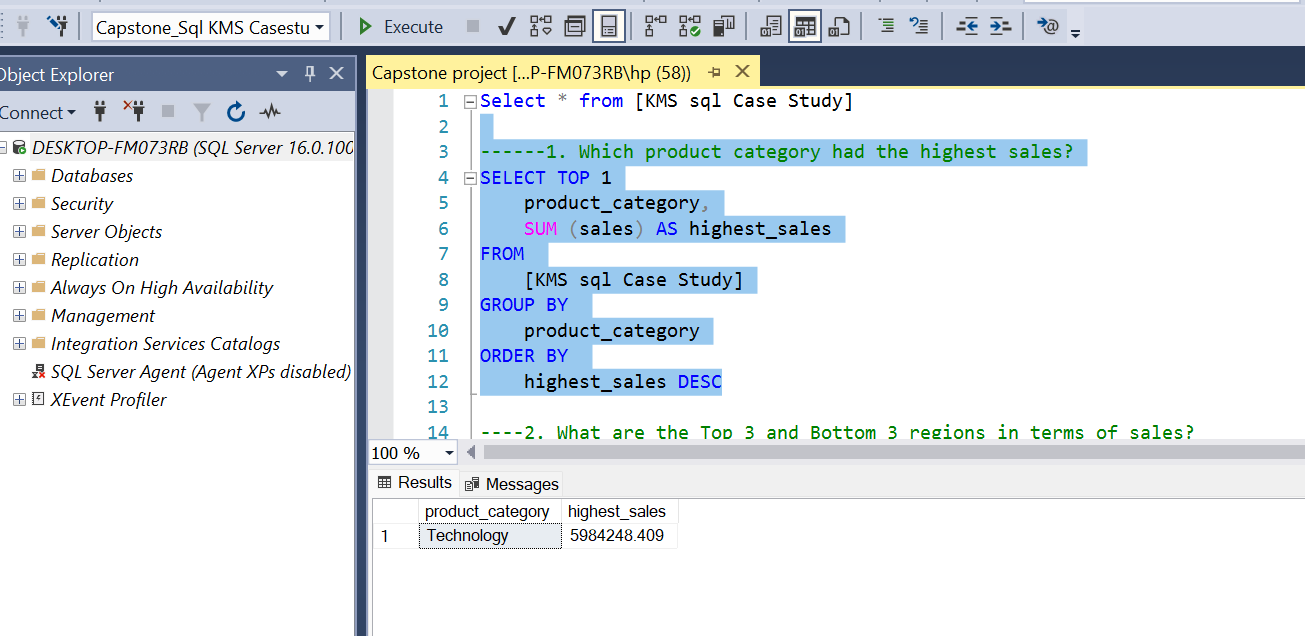 Capstone_Sql KMS Casestu
Execute
Object Explorer
Connect
DESKTOP-FM073RB (SQL Server 16.0.100
Databases
Security
Server Objects
Replication
Always On High Availability
Management
Integration Services Catalogs
SQL Server Agent (Agent XPs disabled)
XEvent Profiler
Capstone project [...P-FM073RB\hp (58))
1 Select * from [KMS sql Case Study]
2
3 ------1. Which product category had the highest sales?
4 SELECT TOP 1
5 product_category,
6 SUM (sales) AS highest_sales
7 FROM
8 [KMS sql Case Study]
9 GROUP BY
10 product_category
11 ORDER BY
12 highest_sales DESC
13
14 ----2. What are the Top 3 and Bottom 3 regions in terms of sales?
100 %
Results Messages
product_category highest_sales
1 Technology 5984248.409